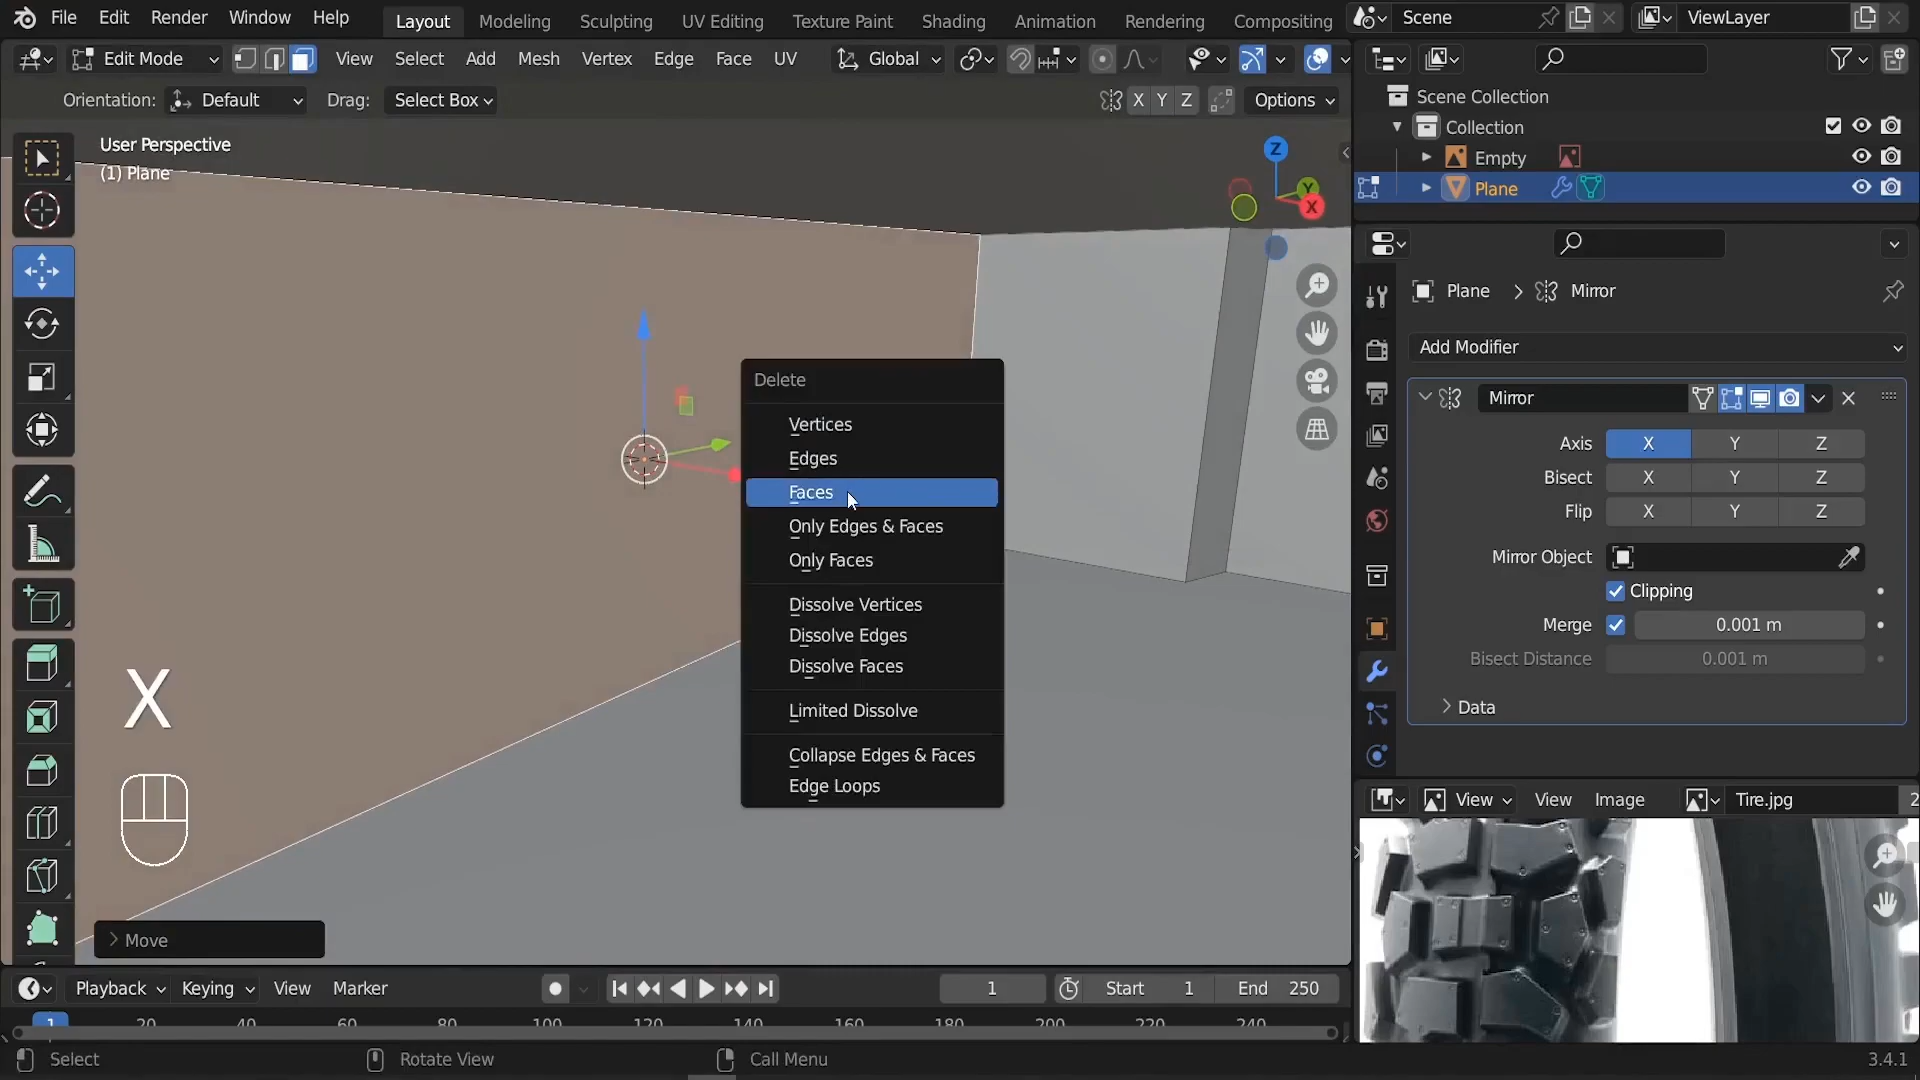 File Edit Render Window Help Layout Modeling Sculpting UV Editing Texture Paint Shading Animation Rendering Compositing Scene ViewLayer
Edit Mode View Select Add Mesh Vertex Edge Face UV Global
Orientation: Default Drag: Select Box X Y Z Options
User Perspective
(1) Plane
Z
Y
X
Delete
Vertices
Edges
Faces
Only Edges & Faces
Only Faces
Dissolve Vertices
Dissolve Edges
Dissolve Faces
Limited Dissolve
Collapse Edges & Faces
Edge Loops
X
Move
Scene Collection
Collection
Empty
Plane
Plane Mirror
Add Modifier
Mirror
Axis X Y Z
Bisect X Y Z
Flip X Y Z
Mirror Object
Clipping
Merge 0.001 m
Bisect Distance 0.001 m
Data
View View Image Tire.jpg 2
Playback Keying View Marker 1 Start 1 End 250
1 20 40 60 80 100 120 140 160 180 200 220 240
Select Rotate View Call Menu 3.4.1